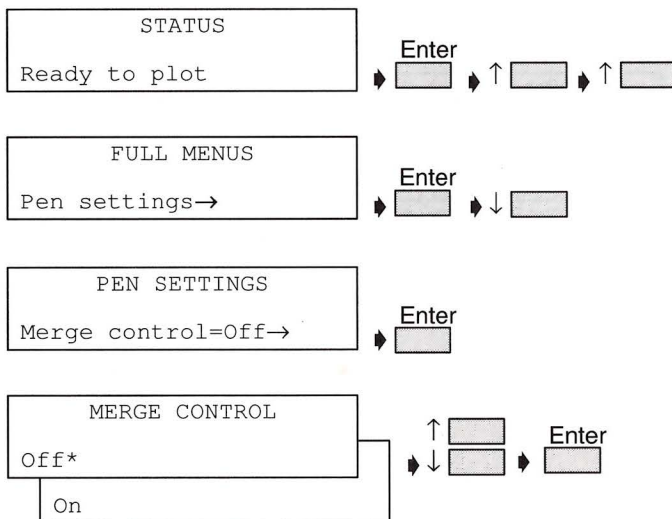 STATUS
Ready to plot
Enter
↑ ↑
FULL MENUS
Pen settings→
Enter
↓
PEN SETTINGS
Merge control=Off→
Enter
MERGE CONTROL
Off*
↑
↓
Enter
On